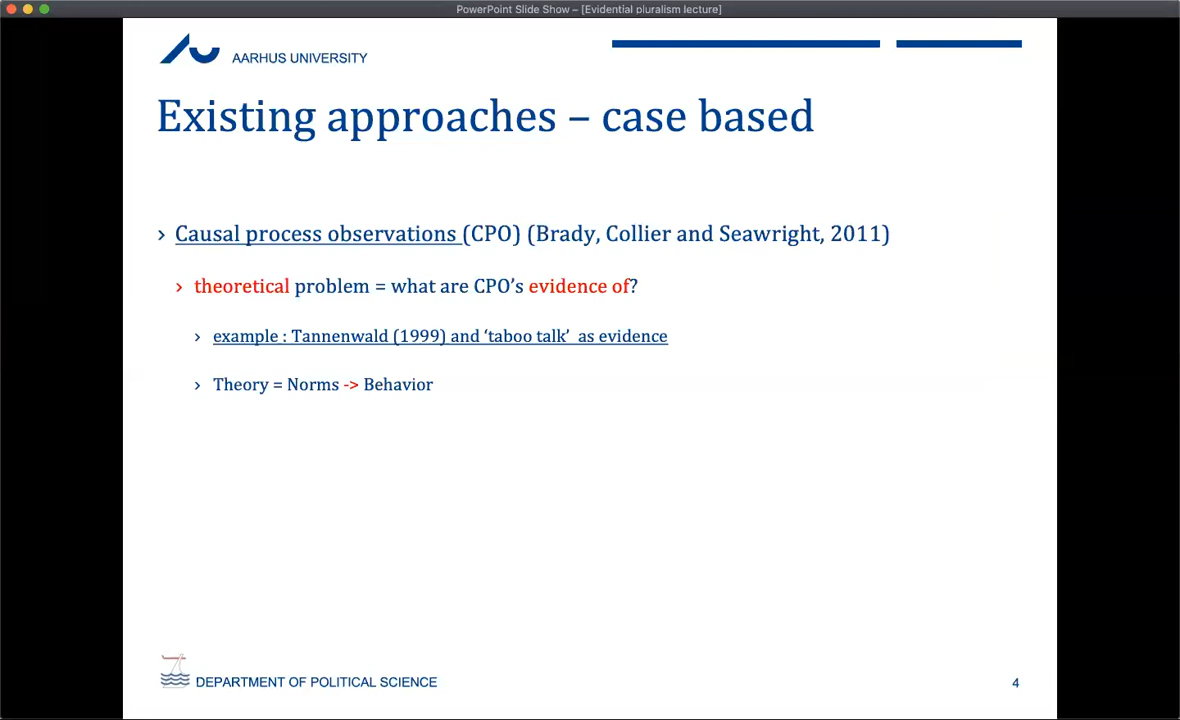 PowerPoint Slide Show – [Evidential pluralism lecture]
AARHUS UNIVERSITY
Existing approaches – case based
› Causal process observations (CPO) (Brady, Collier and Seawright, 2011)
› theoretical problem = what are CPO’s evidence of?
› example : Tannenwald (1999) and ‘taboo talk’ as evidence
› Theory = Norms -> Behavior
DEPARTMENT OF POLITICAL SCIENCE
4